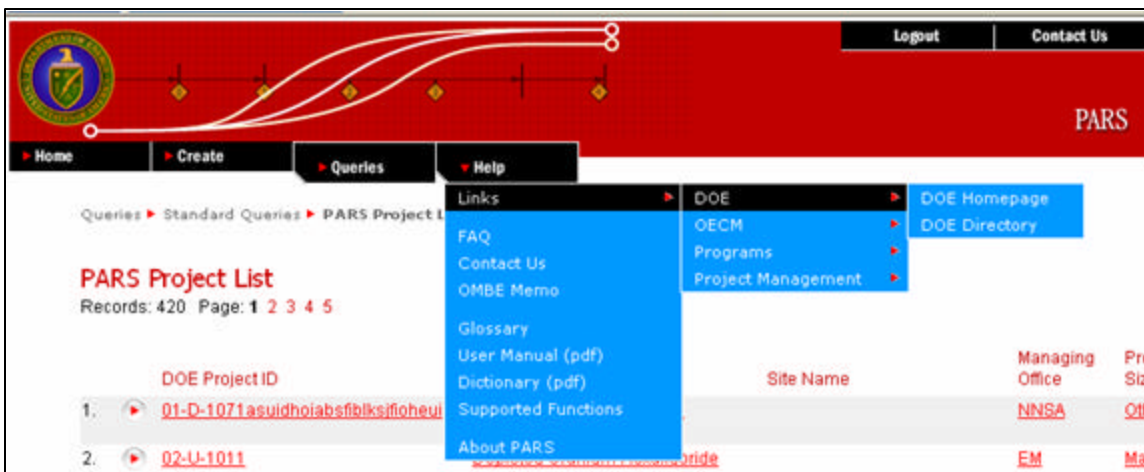 Logout Contact Us
PARS
Home Create Queries Help
Links DOE DOE Homepage
Queries Standard Queries PARS Project L
OECM DOE Directory
FAQ
Programs
Contact Us
Project Management
PARS Project List
OMBE Memo
Records: 420 Page: 1 2 3 4 5
Glossary
User Manual (pdf)
Managing
DOE Project ID Dictionary (pdf) Site Name Office
1. 01-D-1071asuidhoiabsfiblksjfioheui Supported Functions NNSA
About PARS
2. 02-U-1011 EM